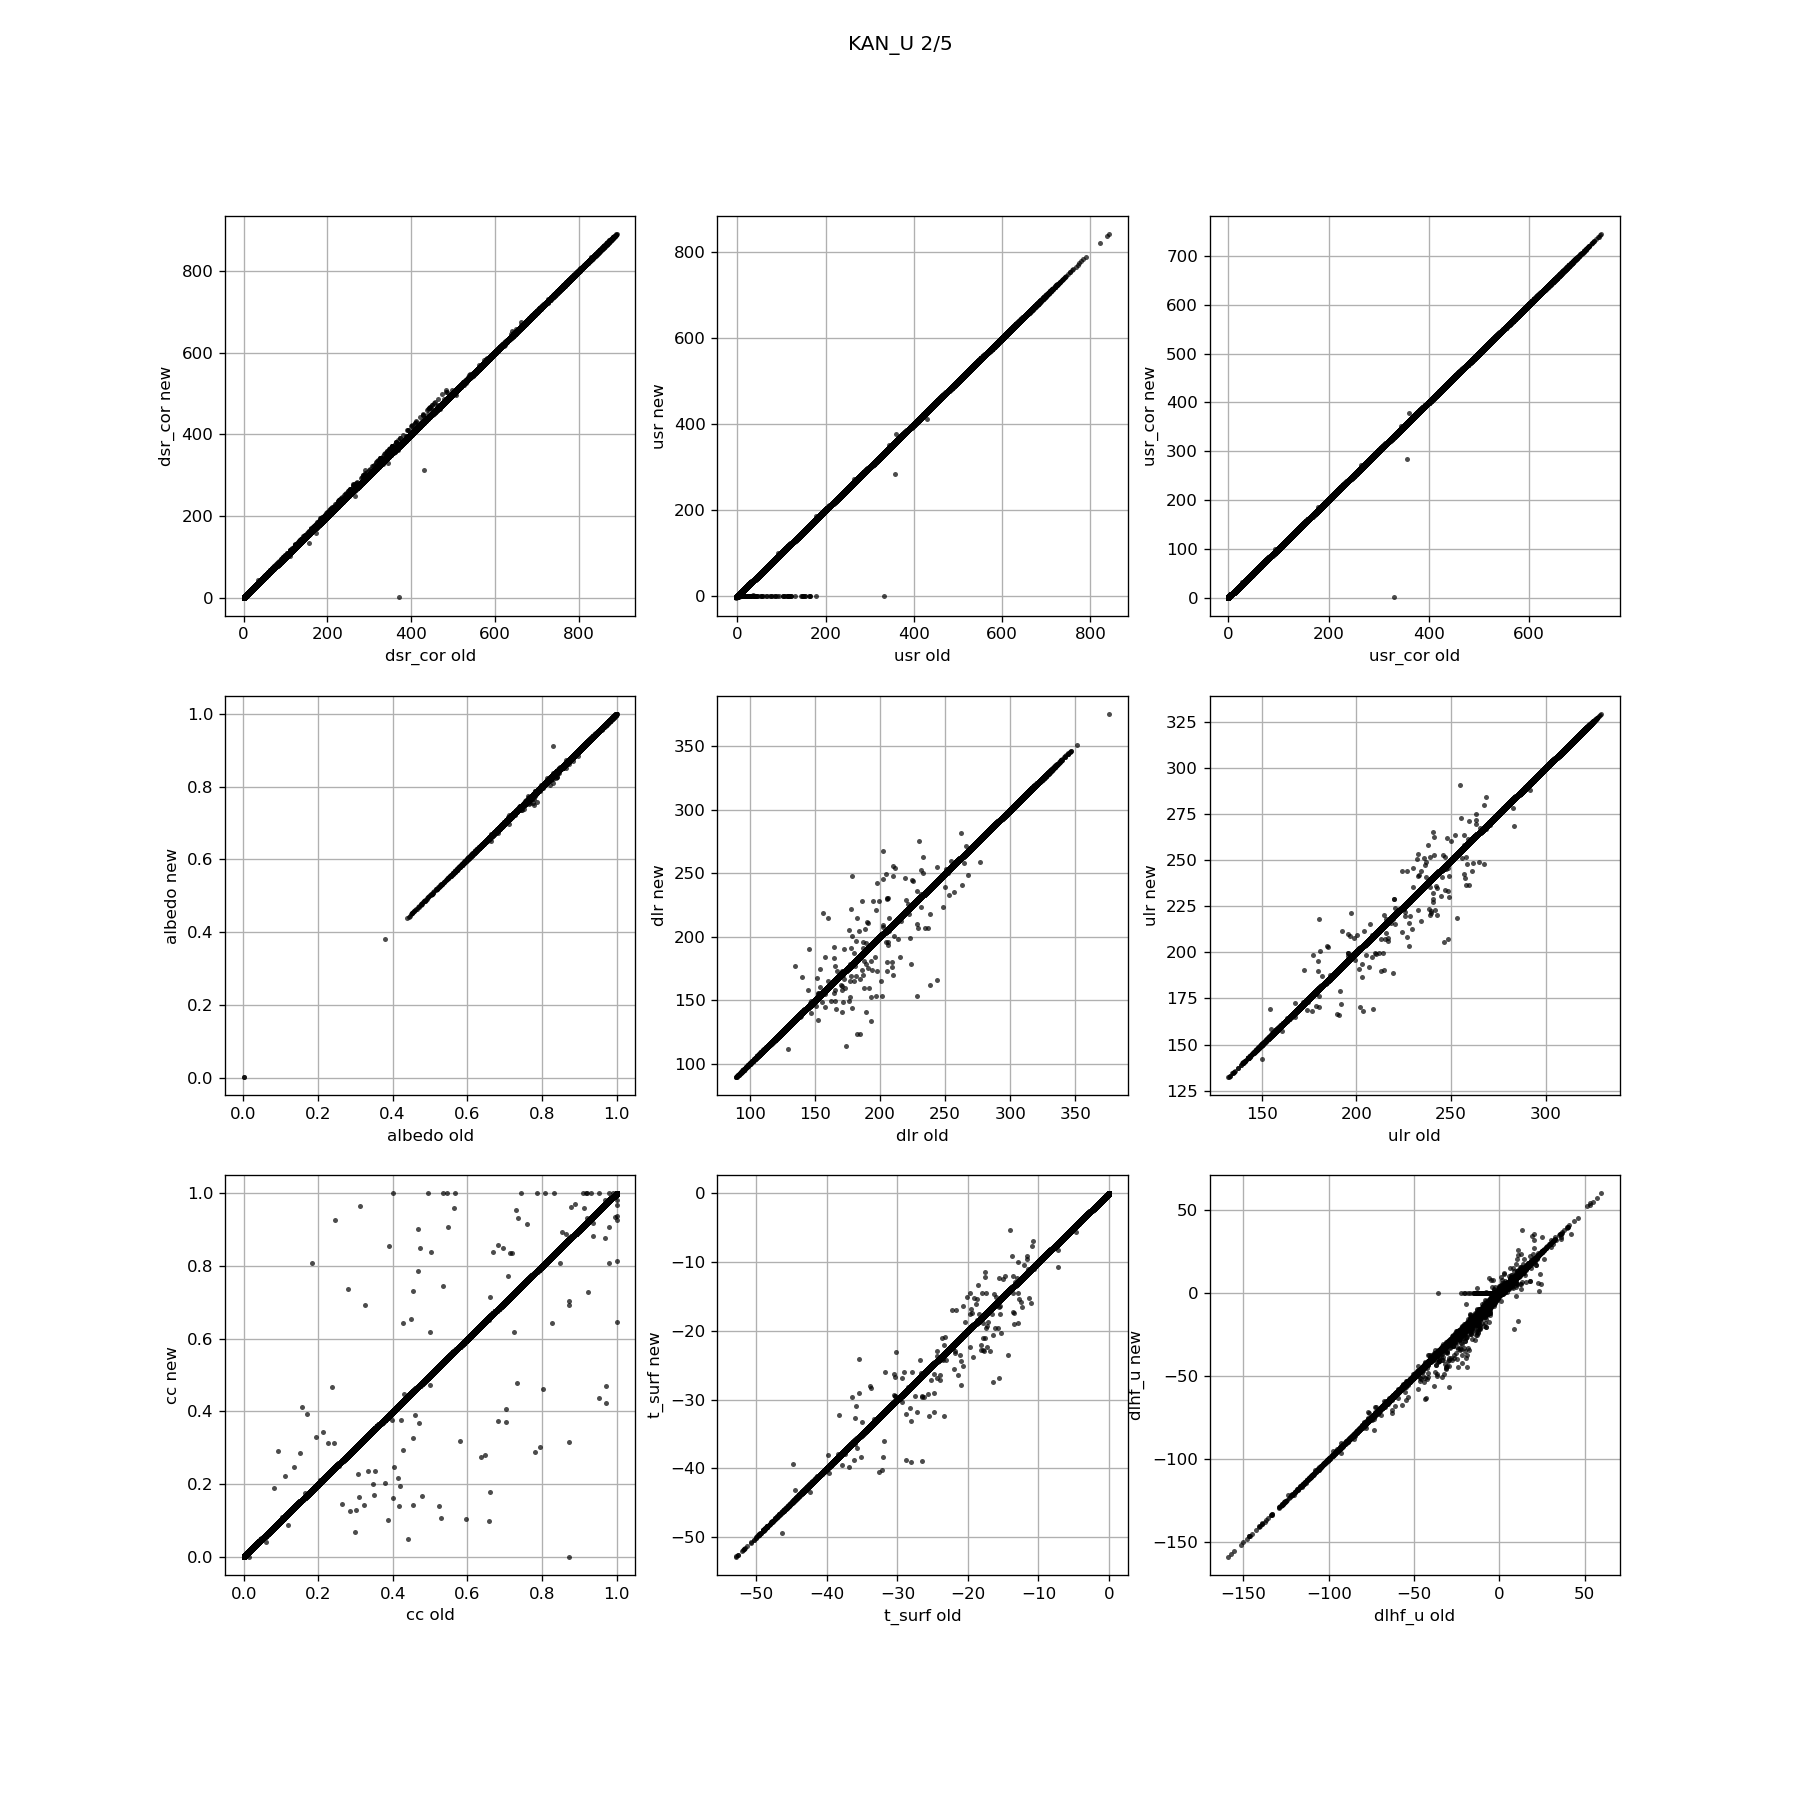 KAN_U 2/5
800
600
400
200
0
dsr_cor new
0 200 400 600 800
dsr_cor old
800
600
400
200
0
usr new
0 200 400 600 800
usr old
700
600
500
400
300
200
100
0
usr_cor new
0 200 400 600
usr_cor old
1.0
0.8
0.6
0.4
0.2
0.0
albedo new
0.0 0.2 0.4 0.6 0.8 1.0
albedo old
350
300
250
200
150
100
dlr new
100 150 200 250 300 350
dlr old
325
300
275
250
225
200
175
150
125
ulr new
150 200 250 300
ulr old
1.0
0.8
0.6
0.4
0.2
0.0
cc new
0.0 0.2 0.4 0.6 0.8 1.0
cc old
0
−10
−20
−30
−40
−50
t_surf new
−50 −40 −30 −20 −10 0
t_surf old
50
0
−50
−100
−150
dlhf_u new
−150 −100 −50 0 50
dlhf_u old